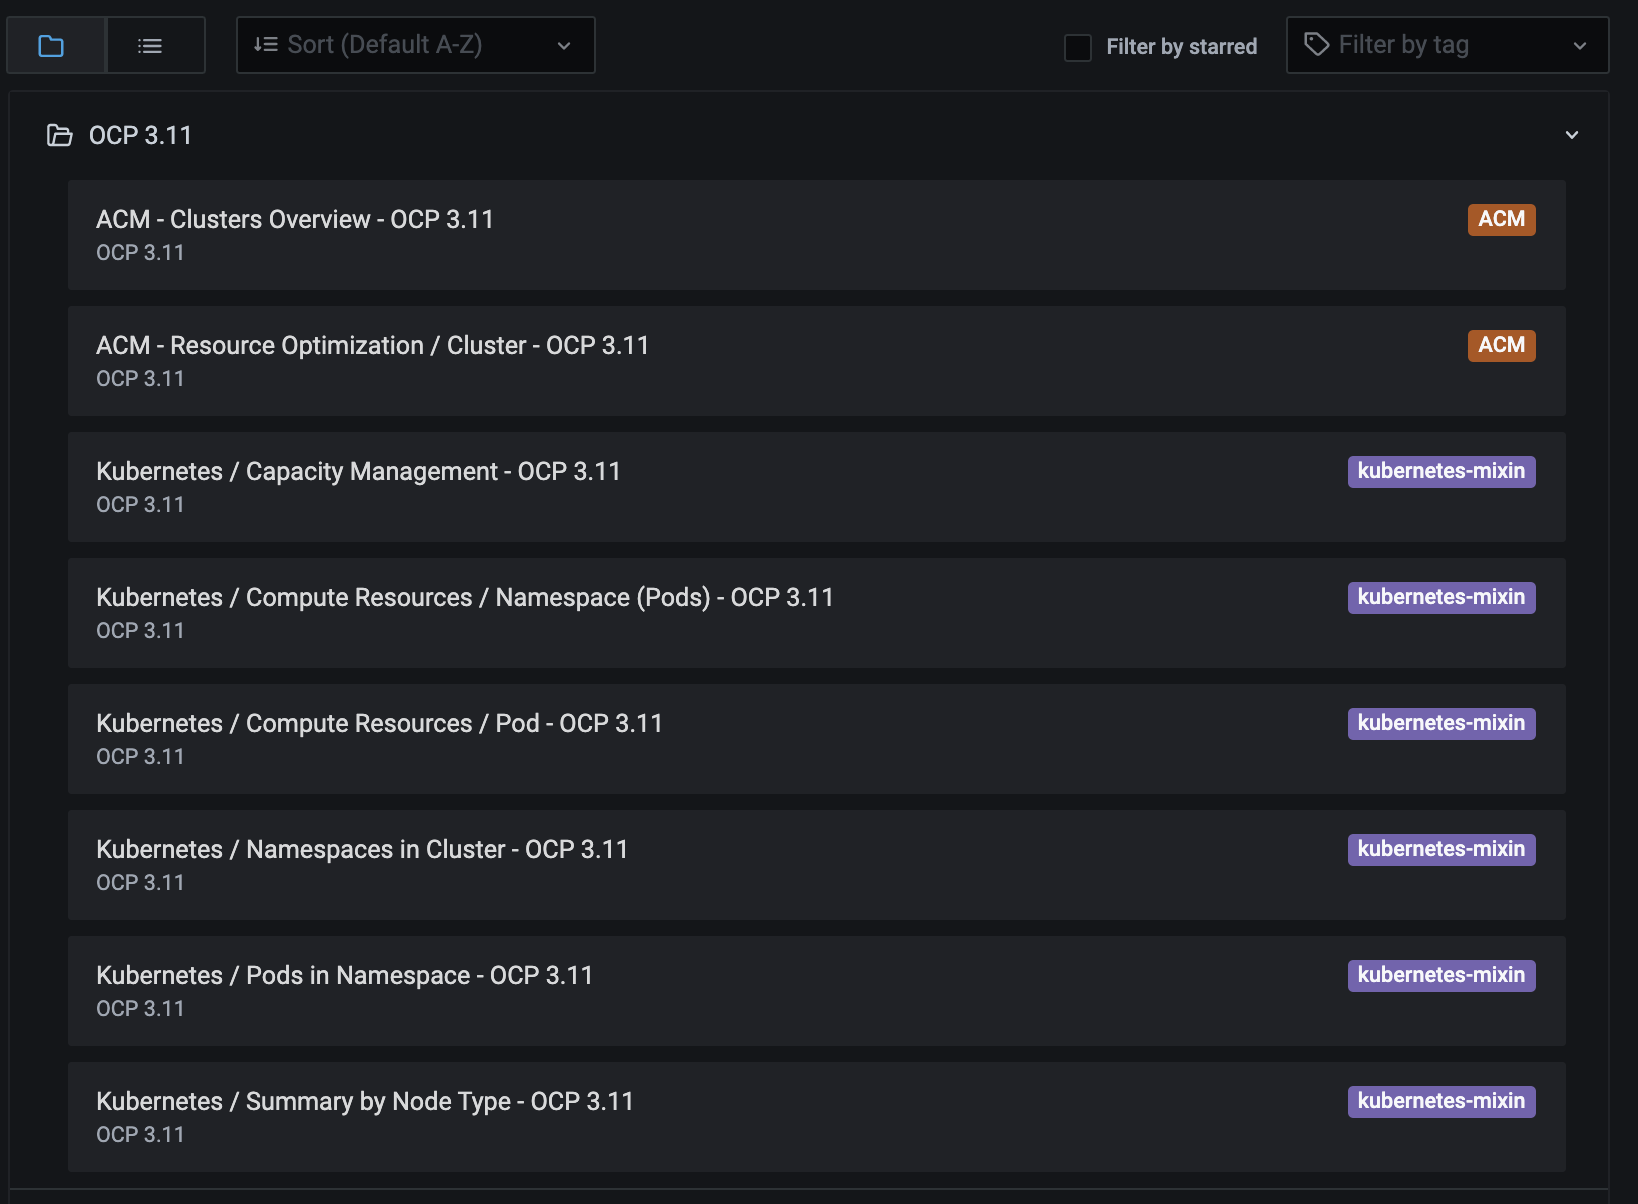 Sort (Default A-Z)
Filter by starred
Filter by tag
OCP 3.11
ACM - Clusters Overview - OCP 3.11
ACM
OCP 3.11
ACM - Resource Optimization / Cluster - OCP 3.11
ACM
OCP 3.11
Kubernetes / Capacity Management - OCP 3.11
kubernetes-mixin
OCP 3.11
Kubernetes / Compute Resources / Namespace (Pods) - OCP 3.11
kubernetes-mixin
OCP 3.11
Kubernetes / Compute Resources / Pod - OCP 3.11
kubernetes-mixin
OCP 3.11
Kubernetes / Namespaces in Cluster - OCP 3.11
kubernetes-mixin
OCP 3.11
Kubernetes / Pods in Namespace - OCP 3.11
kubernetes-mixin
OCP 3.11
Kubernetes / Summary by Node Type - OCP 3.11
kubernetes-mixin
OCP 3.11